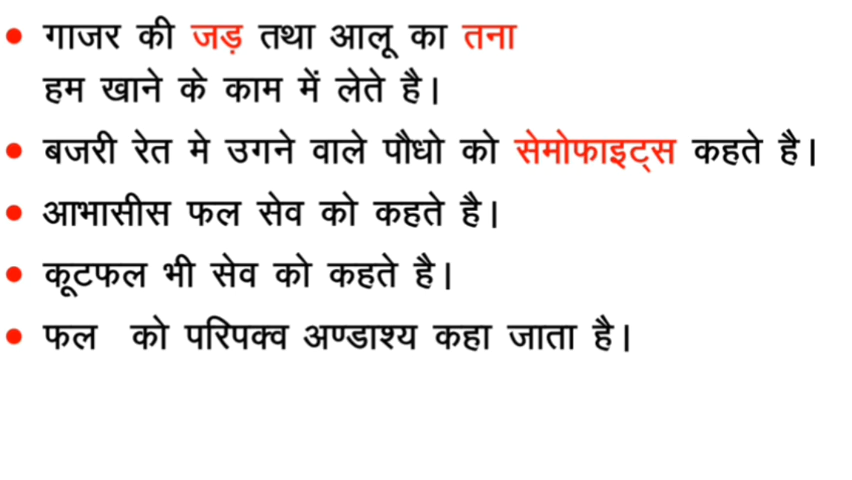 • गाजर की जड़ तथा आलू का तना
हम खाने के काम में लेते है।
• बजरी रेत मे उगने वाले पौधो को सेमोफाइट्स कहते है।
• आभासीस फल सेव को कहते है।
• कूटफल भी सेव को कहते है।
• फल को परिपक्व अण्डाश्य कहा जाता है।